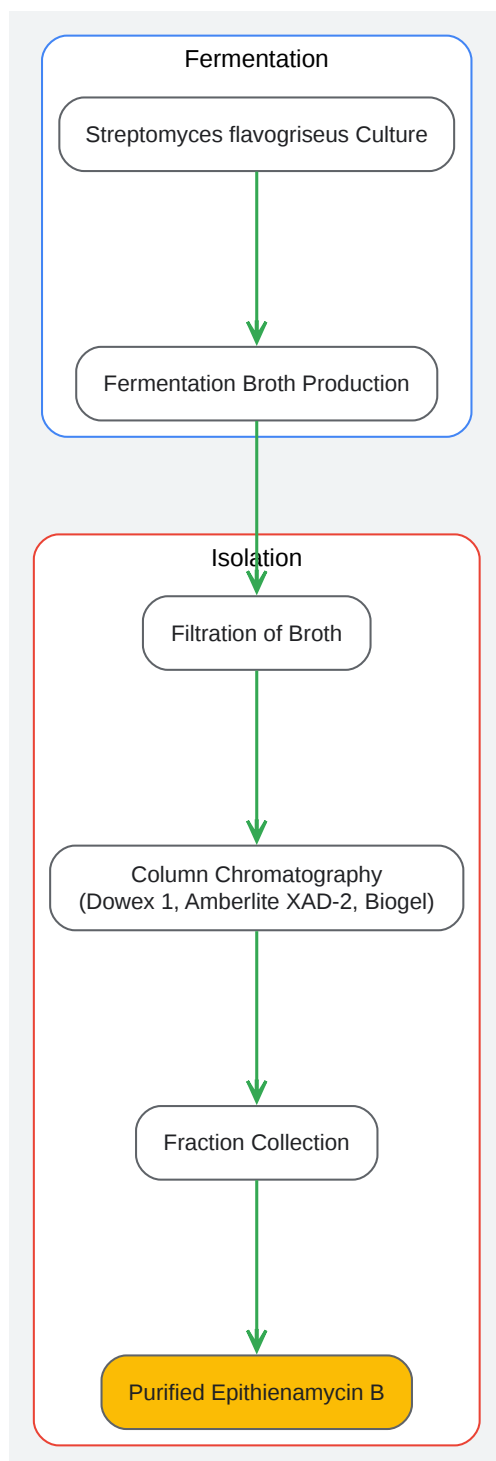 Fermentation
Streptomyces flavogriseus Culture
Fermentation Broth Production
Isolation
Filtration of Broth
Column Chromatography
(Dowex 1, Amberlite XAD-2, Biogel)
Fraction Collection
Purified Epithienamycin B